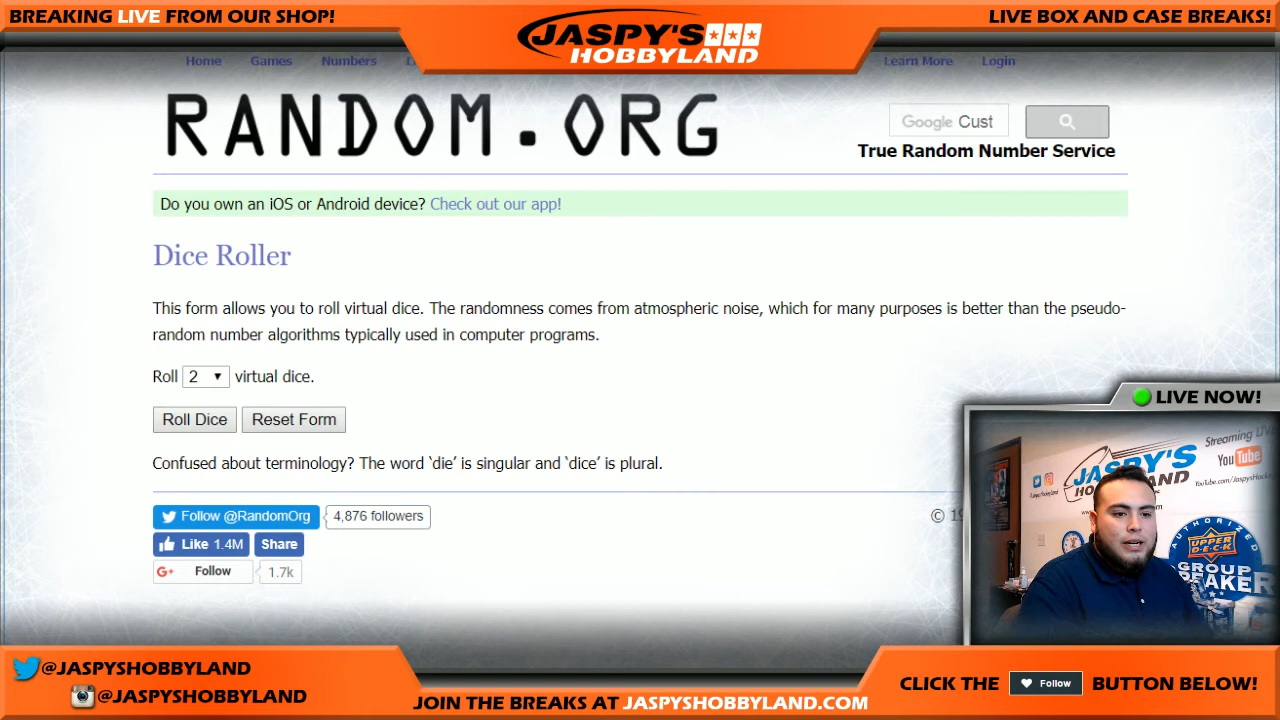 BREAKING LIVE FROM OUR SHOP!
JASPY'S
HOBBYLAND
LIVE BOX AND CASE BREAKS!
Home Games Numbers Learn More Login
RANDOM.ORG
Google Cust
True Random Number Service
Do you own an iOS or Android device? Check out our app!
Dice Roller
This form allows you to roll virtual dice. The randomness comes from atmospheric noise, which for many purposes is better than the pseudo-
random number algorithms typically used in computer programs.
Roll 2 virtual dice.
Roll Dice Reset Form
Confused about terminology? The word ‘die’ is singular and ‘dice’ is plural.
Follow @RandomOrg 4,876 followers
Like 1.4M Share
G+ Follow 1.7k
©
LIVE NOW!
Streaming LIVE
YouTube
JASPY'S
AUTHORIZED
UPPER DECK
GROUP
BREAKER
@JASPYSHOBBYLAND
@JASPYSHOBBYLAND
JOIN THE BREAKS AT JASPYSHOBBYLAND.COM
CLICK THE Follow BUTTON BELOW!